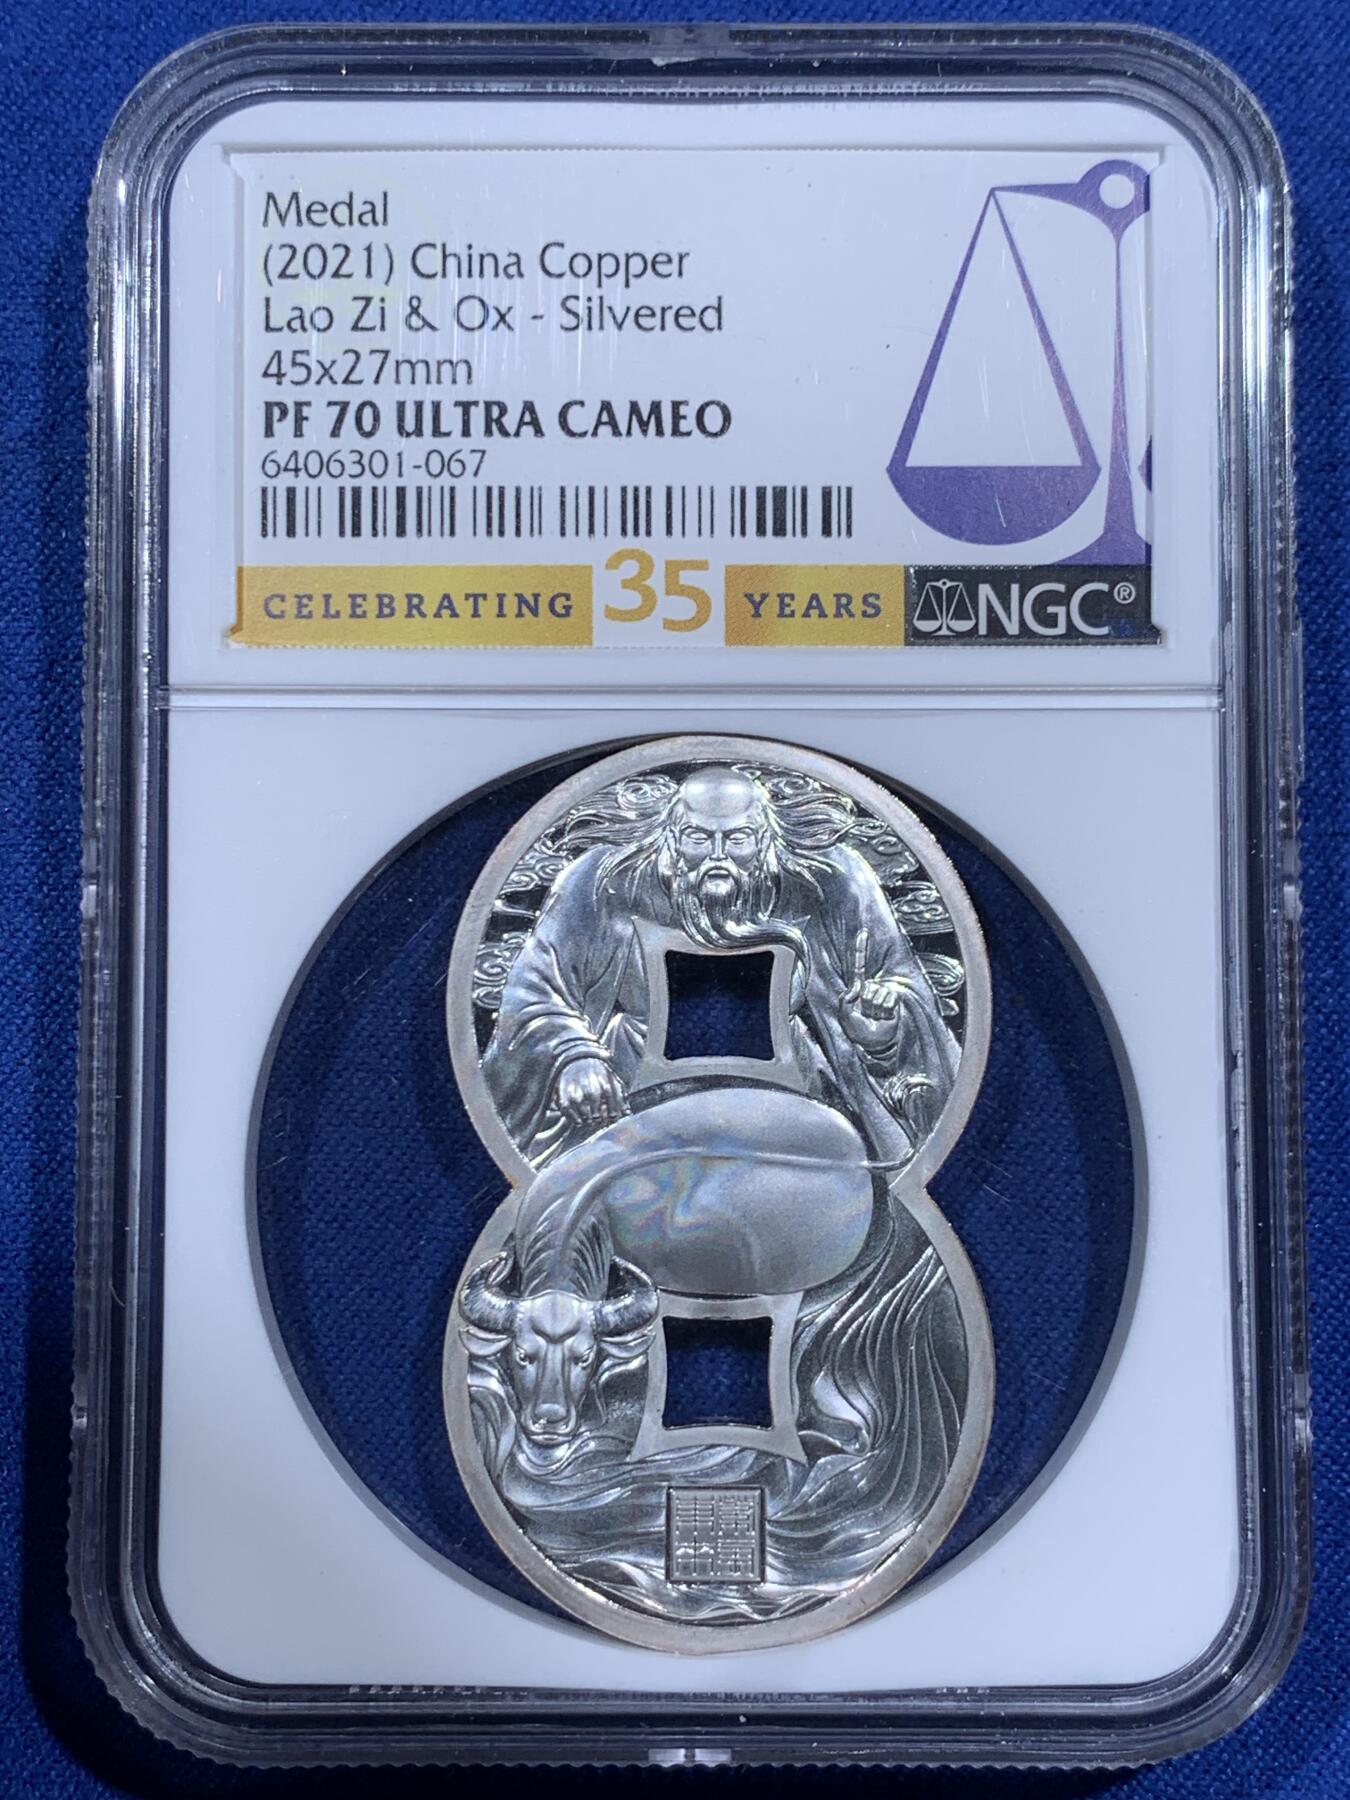 Medal
(2021) China Copper
Lao Zi & Ox - Silvered
45x27mm
PF 70 ULTRA CAMEO
6406301-067
CELEBRATING 35 YEARS NGC®